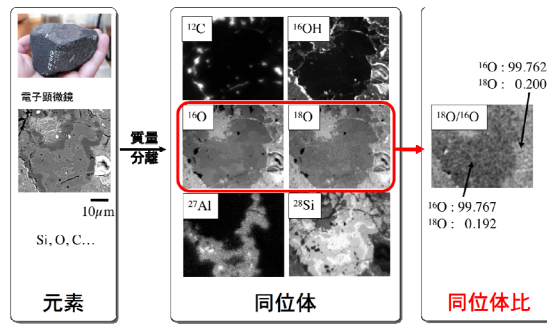 電子顕微鏡
10μm
Si, O, C…
元素
質量
分離
¹²C
¹⁶OH
¹⁶O
¹⁸O
²⁷Al
²⁸Si
同位体
¹⁶O : 99.762
¹⁸O : 0.200
¹⁸O/¹⁶O
¹⁶O : 99.767
¹⁸O : 0.192
同位体比